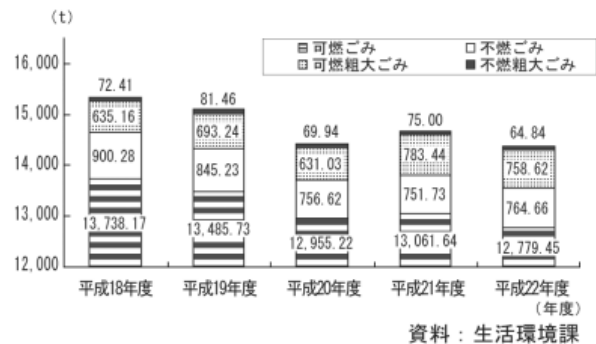 (t)
可燃ごみ 不燃ごみ
可燃粗大ごみ 不燃粗大ごみ
16,000
15,000
14,000
13,000
12,000
72.41 81.46 69.94 75.00 64.84
635.16 693.24 631.03 783.44 758.62
900.28 845.23 756.62 751.73 764.66
13,738.17 13,485.73 12,955.22 13,061.64 12,779.45
平成18年度 平成19年度 平成20年度 平成21年度 平成22年度
(年度)
資料：生活環境課